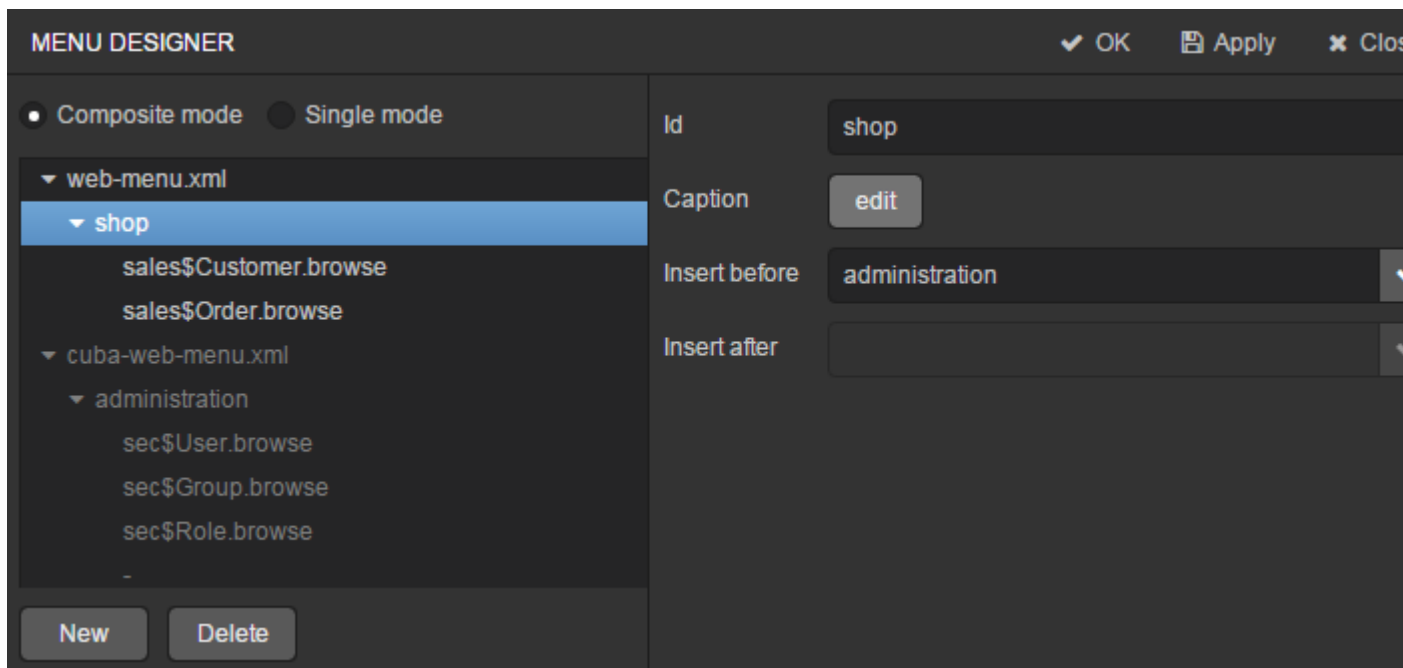 MENU DESIGNER
OK
Apply
Clos
Composite mode
Single mode
web-menu.xml
shop
sales$Customer.browse
sales$Order.browse
cuba-web-menu.xml
administration
sec$User.browse
sec$Group.browse
sec$Role.browse
-
New
Delete
Id
shop
Caption
edit
Insert before
administration
Insert after